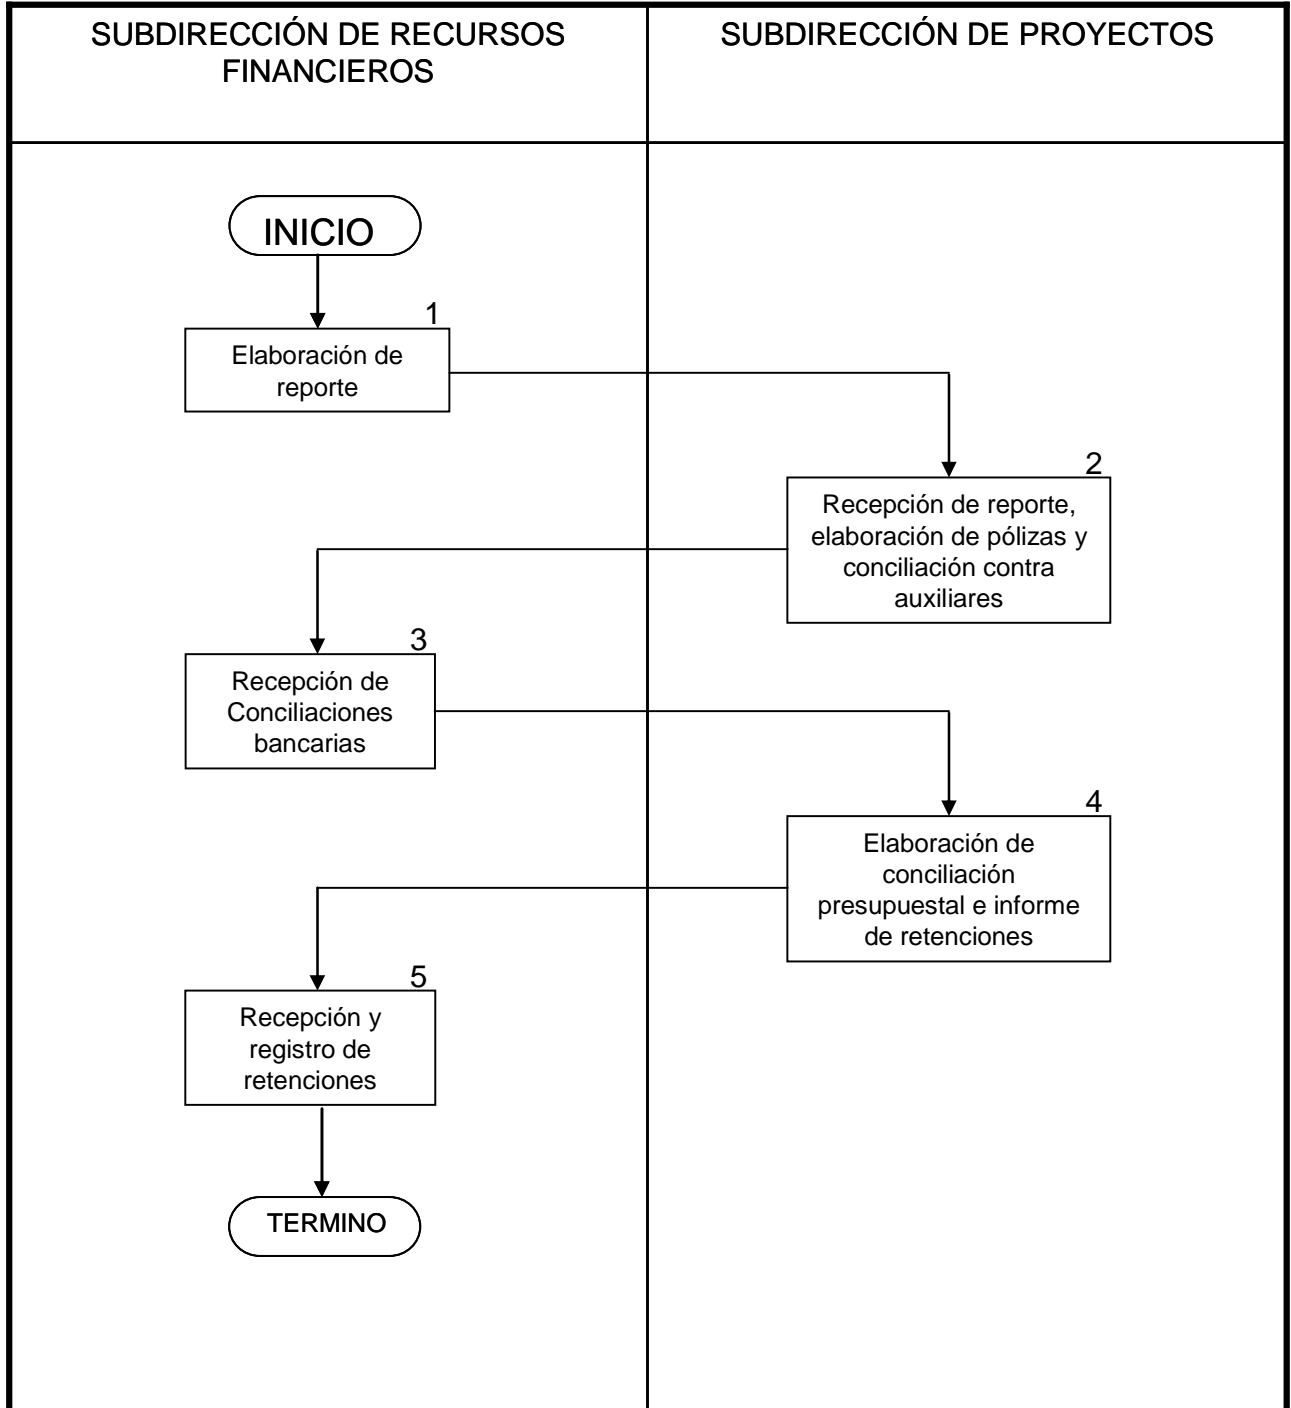 SUBDIRECCIÓN DE RECURSOS
FINANCIEROS
SUBDIRECCIÓN DE PROYECTOS
INICIO
1
Elaboración de
reporte
2
Recepción de reporte,
elaboración de pólizas y
conciliación contra
auxiliares
3
Recepción de
Conciliaciones
bancarias
4
Elaboración de
conciliación
presupuestal e informe
de retenciones
5
Recepción y
registro de
retenciones
TERMINO